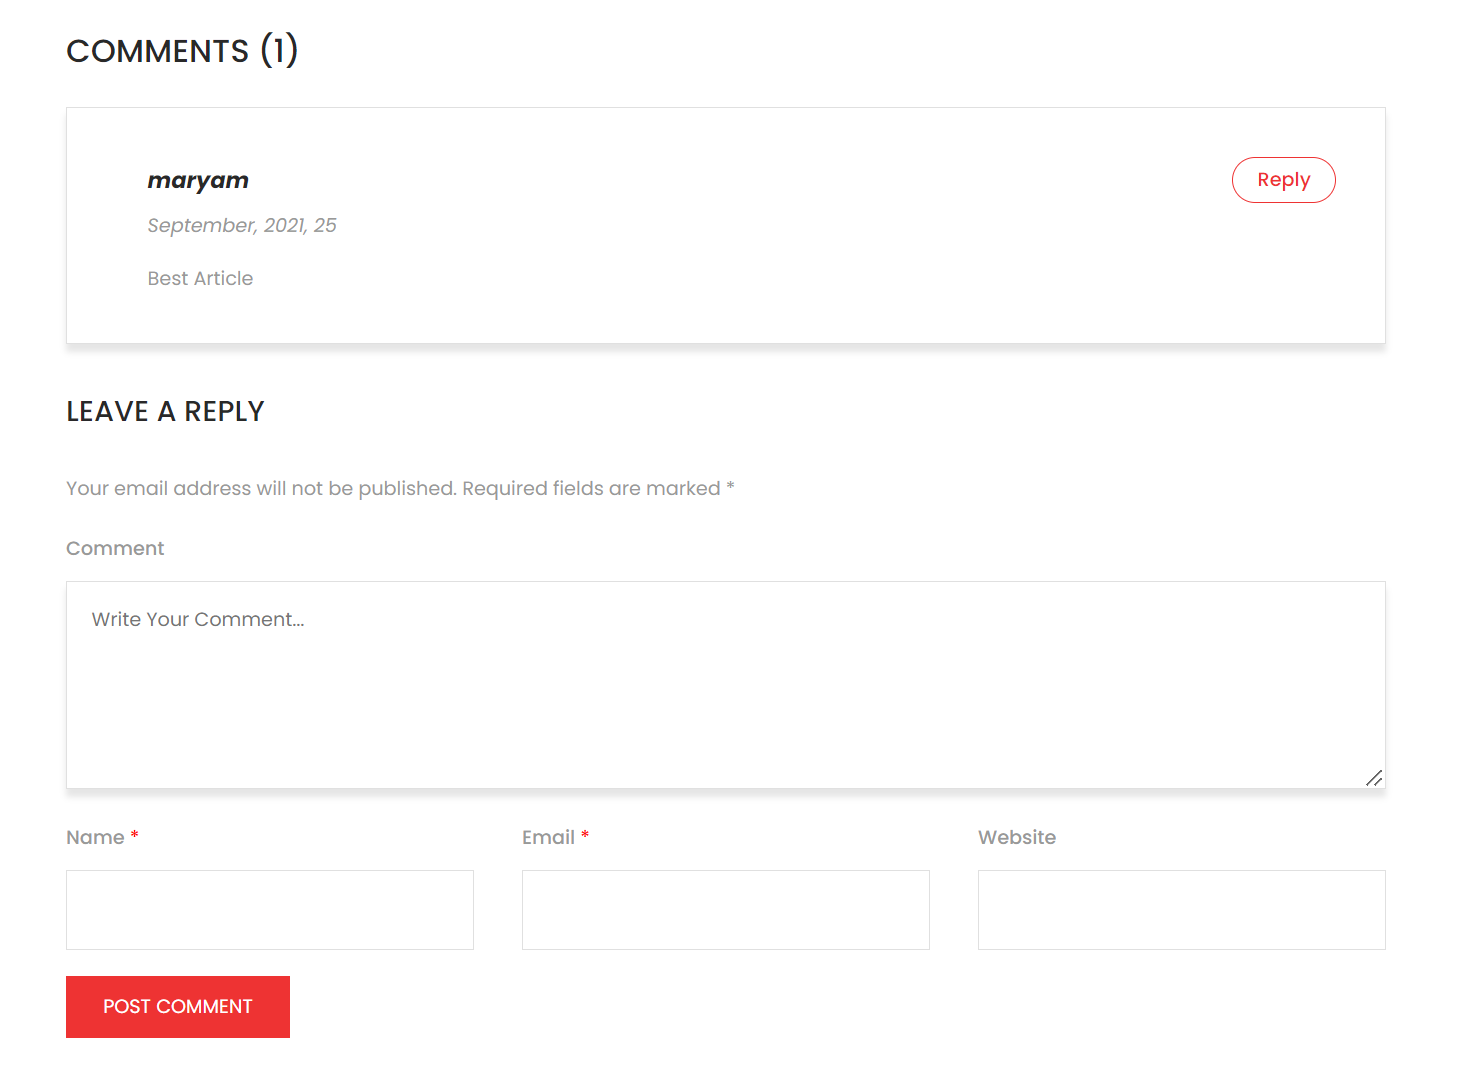 COMMENTS (1)
maryam
Reply
September, 2021, 25
Best Article
LEAVE A REPLY
Your email address will not be published. Required fields are marked *
Comment
Write Your Comment...
Name * Email * Website
POST COMMENT